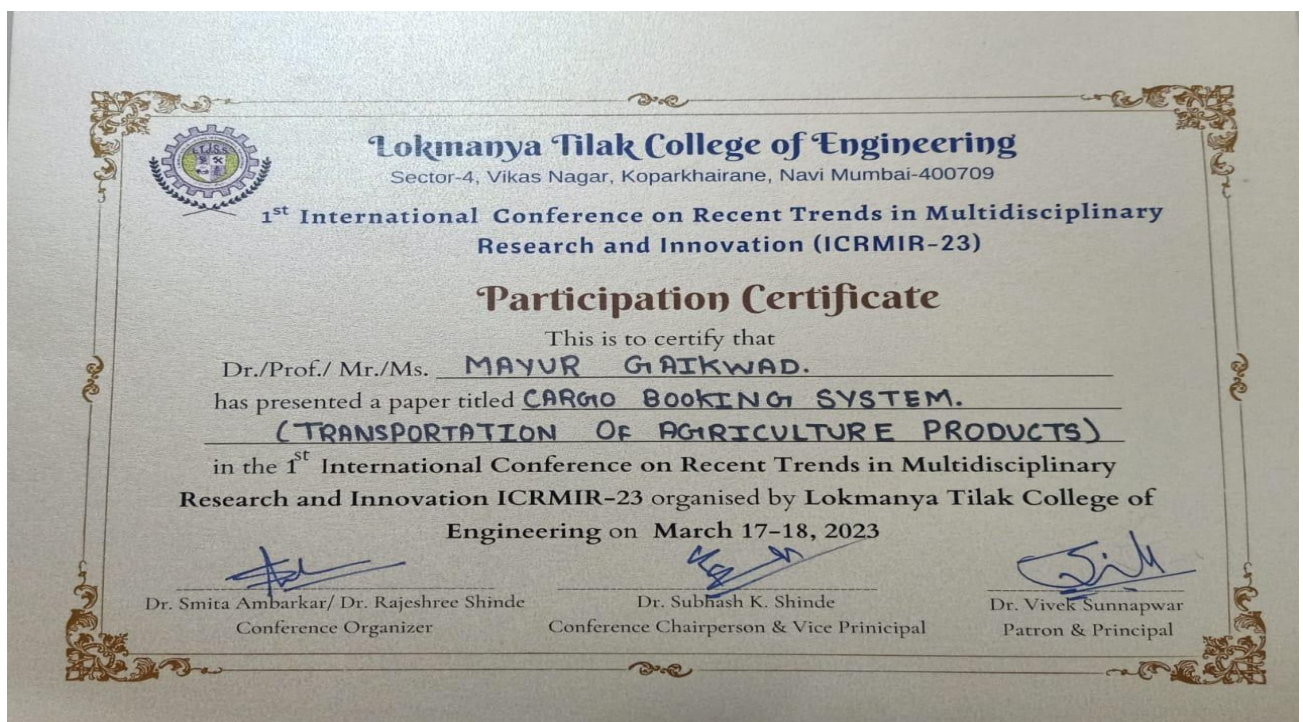 L.T.J.S.S.
Lokmanya Tilak College of Engineering
Sector-4, Vikas Nagar, Koparkhairane, Navi Mumbai-400709
1st International Conference on Recent Trends in Multidisciplinary
Research and Innovation (ICRMIR-23)
Participation Certificate
This is to certify that
Dr./Prof./ Mr./Ms. MAYUR GAIKWAD.
has presented a paper titled CARGO BOOKING SYSTEM.
(TRANSPORTATION OF AGRICULTURE PRODUCTS)
in the 1st International Conference on Recent Trends in Multidisciplinary
Research and Innovation ICRMIR-23 organised by Lokmanya Tilak College of
Engineering on March 17-18, 2023
Dr. Smita Ambarkar/ Dr. Rajeshree Shinde
Conference Organizer
Dr. Subhash K. Shinde
Conference Chairperson & Vice Prinicipal
Dr. Vivek Sunnapwar
Patron & Principal